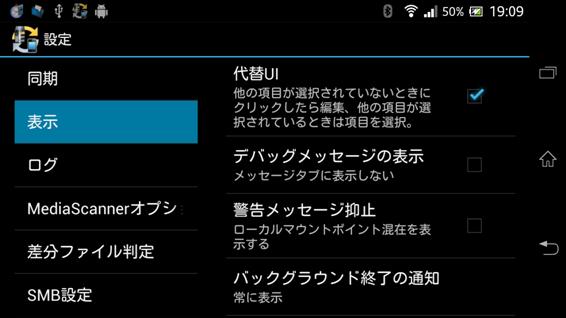 50% 19:09
設定
同期
表示
ログ
MediaScannerオプシ
差分ファイル判定
SMB設定
代替UI
他の項目が選択されていないときに
クリックしたら編集、他の項目が選
択されているときは項目を選択。
デバッグメッセージの表示
メッセージタブに表示しない
警告メッセージ抑止
ローカルマウントポイント混在を表
示する
バックグラウンド終了の通知
常に表示